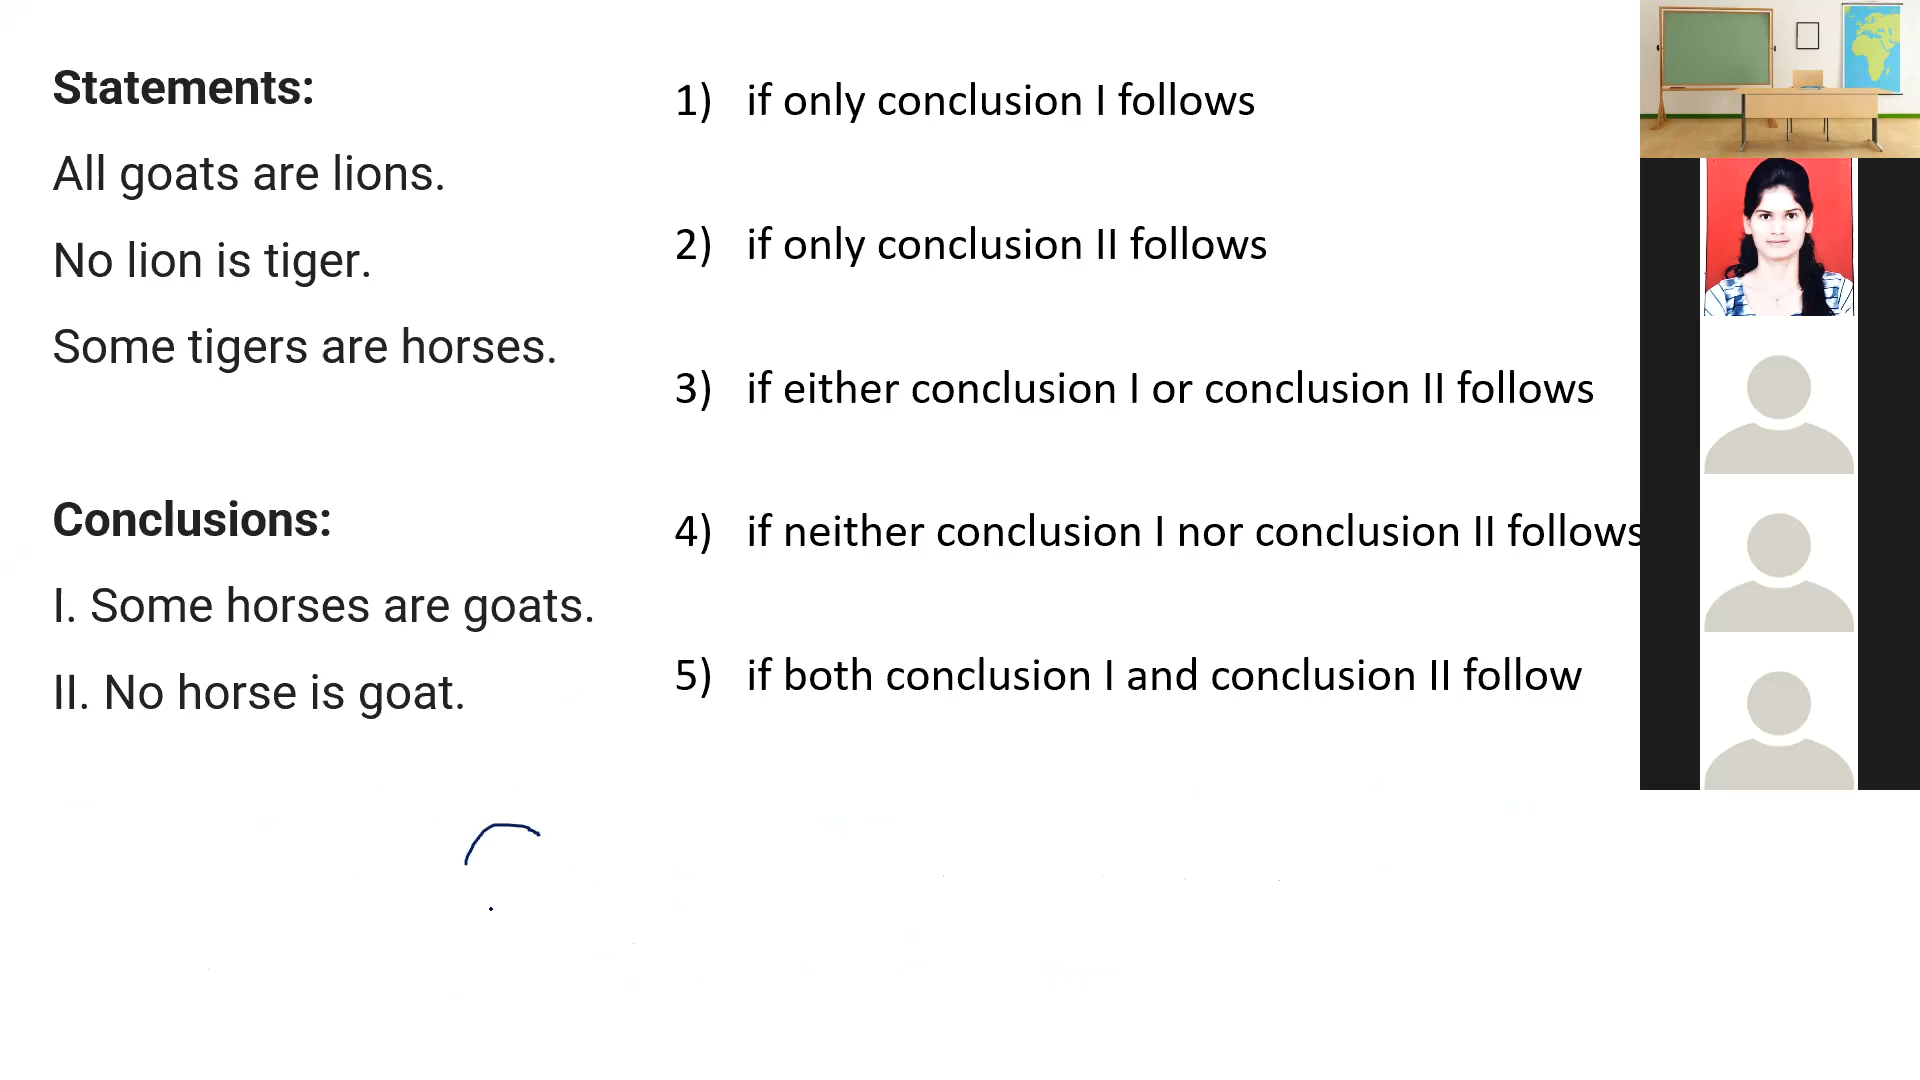 Statements:
All goats are lions.
No lion is tiger.
Some tigers are horses.
Conclusions:
I. Some horses are goats.
II. No horse is goat.
1) if only conclusion I follows
2) if only conclusion II follows
3) if either conclusion I or conclusion II follows
4) if neither conclusion I nor conclusion II follows
5) if both conclusion I and conclusion II follow